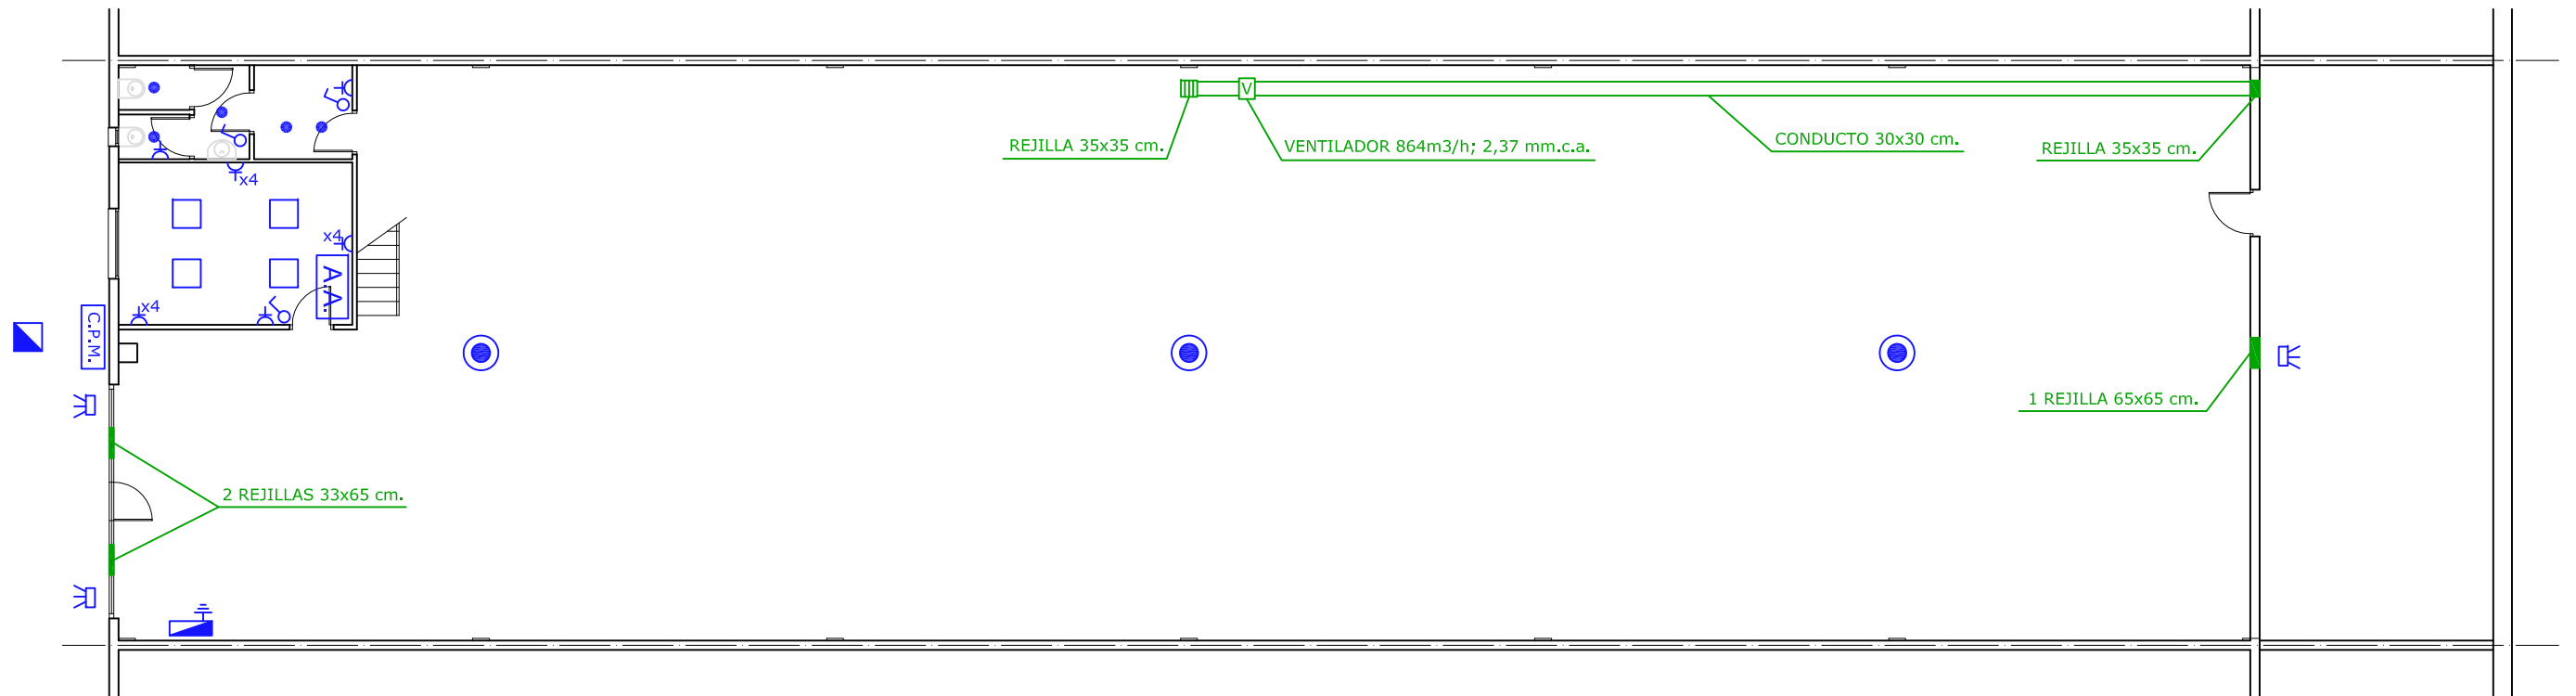 REJILLA 35x35 cm.
V
VENTILADOR 864m3/h; 2,37 mm.c.a.
CONDUCTO 30x30 cm.
REJILLA 35x35 cm.
x4
x4
A.A.
x4
C.P.M.
1 REJILLA 65x65 cm.
2 REJILLAS 33x65 cm.